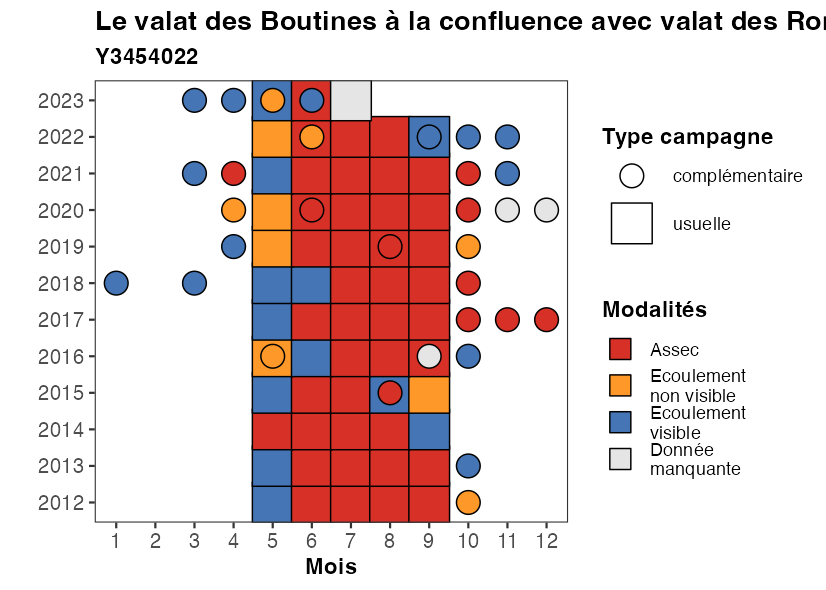 Le valat des Boutines à la confluence avec valat des
Y3454022
2023
2022
2021
2020
2019
2018
2017
2016
2015
2014
2013
2012
1 2 3 4 5 6 7 8 9 10 11 12
Mois
Type campagne
complémentaire
usuelle
Modalités
Assec
Ecoulement
non visible
Ecoulement
visible
Donnée
manquante